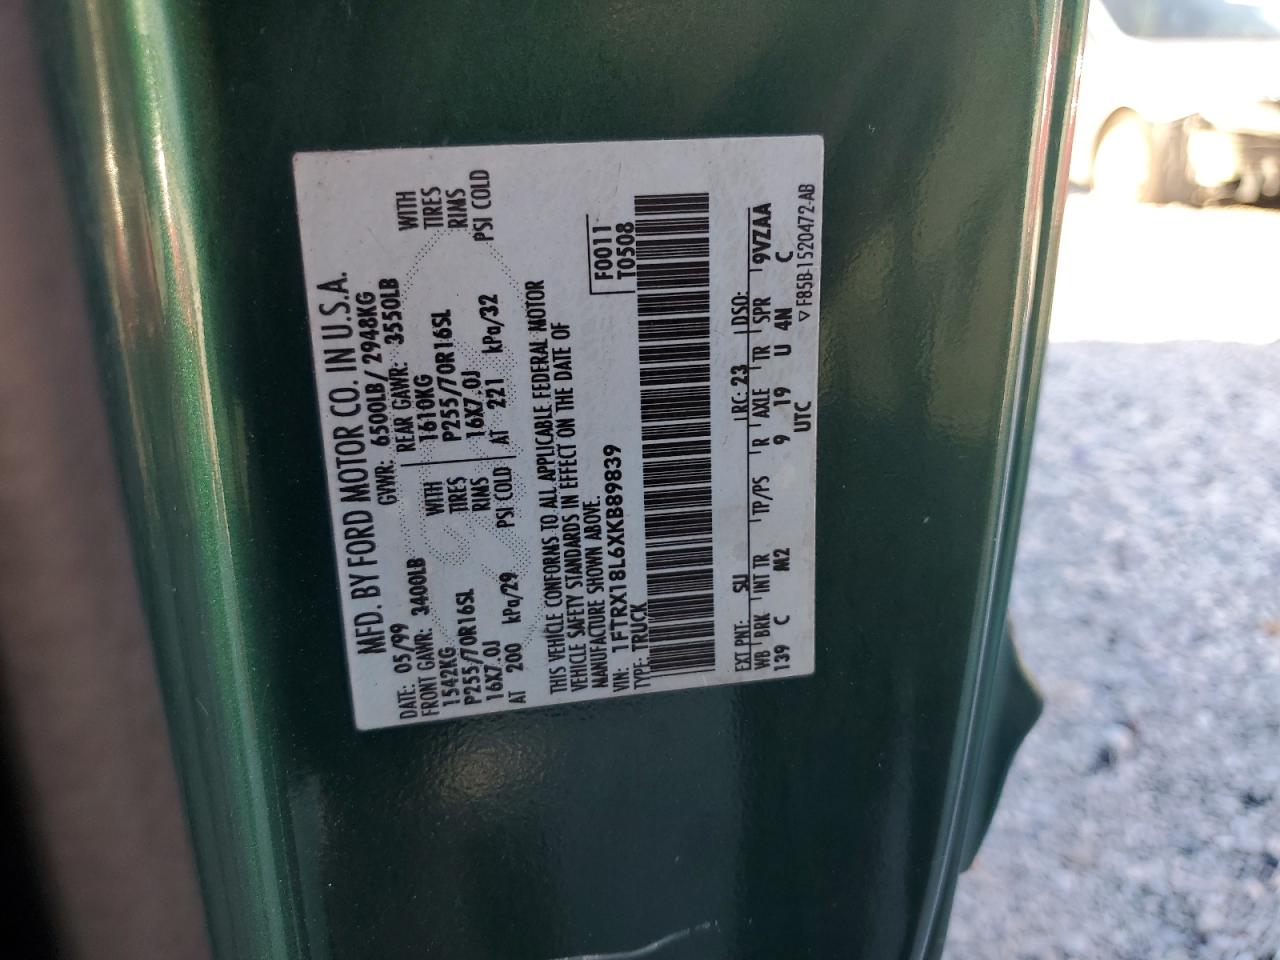 MFD. BY FORD MOTOR CO. IN U.S.A.
DATE: 05/99 GVWR: 6500LB/ 2948KG
FRONT GAWR: 3400LB REAR GAWR: 3550LB
1542KG WITH 1610KG WITH
P255/70R16SL TIRES P255/70R16SL TIRES
16X7.0J RIMS 16X7.0J RIMS
AT 200 kPa/29 PSI COLD AT 221 kPa/32 PSI COLD
THIS VEHICLE CONFORMS TO ALL APPLICABLE FEDERAL MOTOR
VEHICLE SAFETY STANDARDS IN EFFECT ON THE DATE OF
MANUFACTURE SHOWN ABOVE.
VIN: 1FTRX18L6XKB89839 F0011
TYPE: TRUCK T0508
EXT PNT: SU RC: 23 DSO: 9VZAA
WB BRK INT TR TP/PS R AXLE TR SPR
139 C M2 9 19 U 4N C
UTC
▽ F85B-1520472-AB